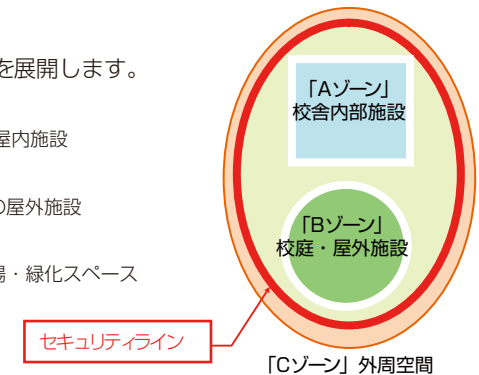 を展開します。
屋内施設
の屋外施設
場・緑化スペース
「Aゾーン」
校舎内部施設
「Bゾーン」
校庭・屋外施設
セキュリティライン
「Cゾーン」外周空間